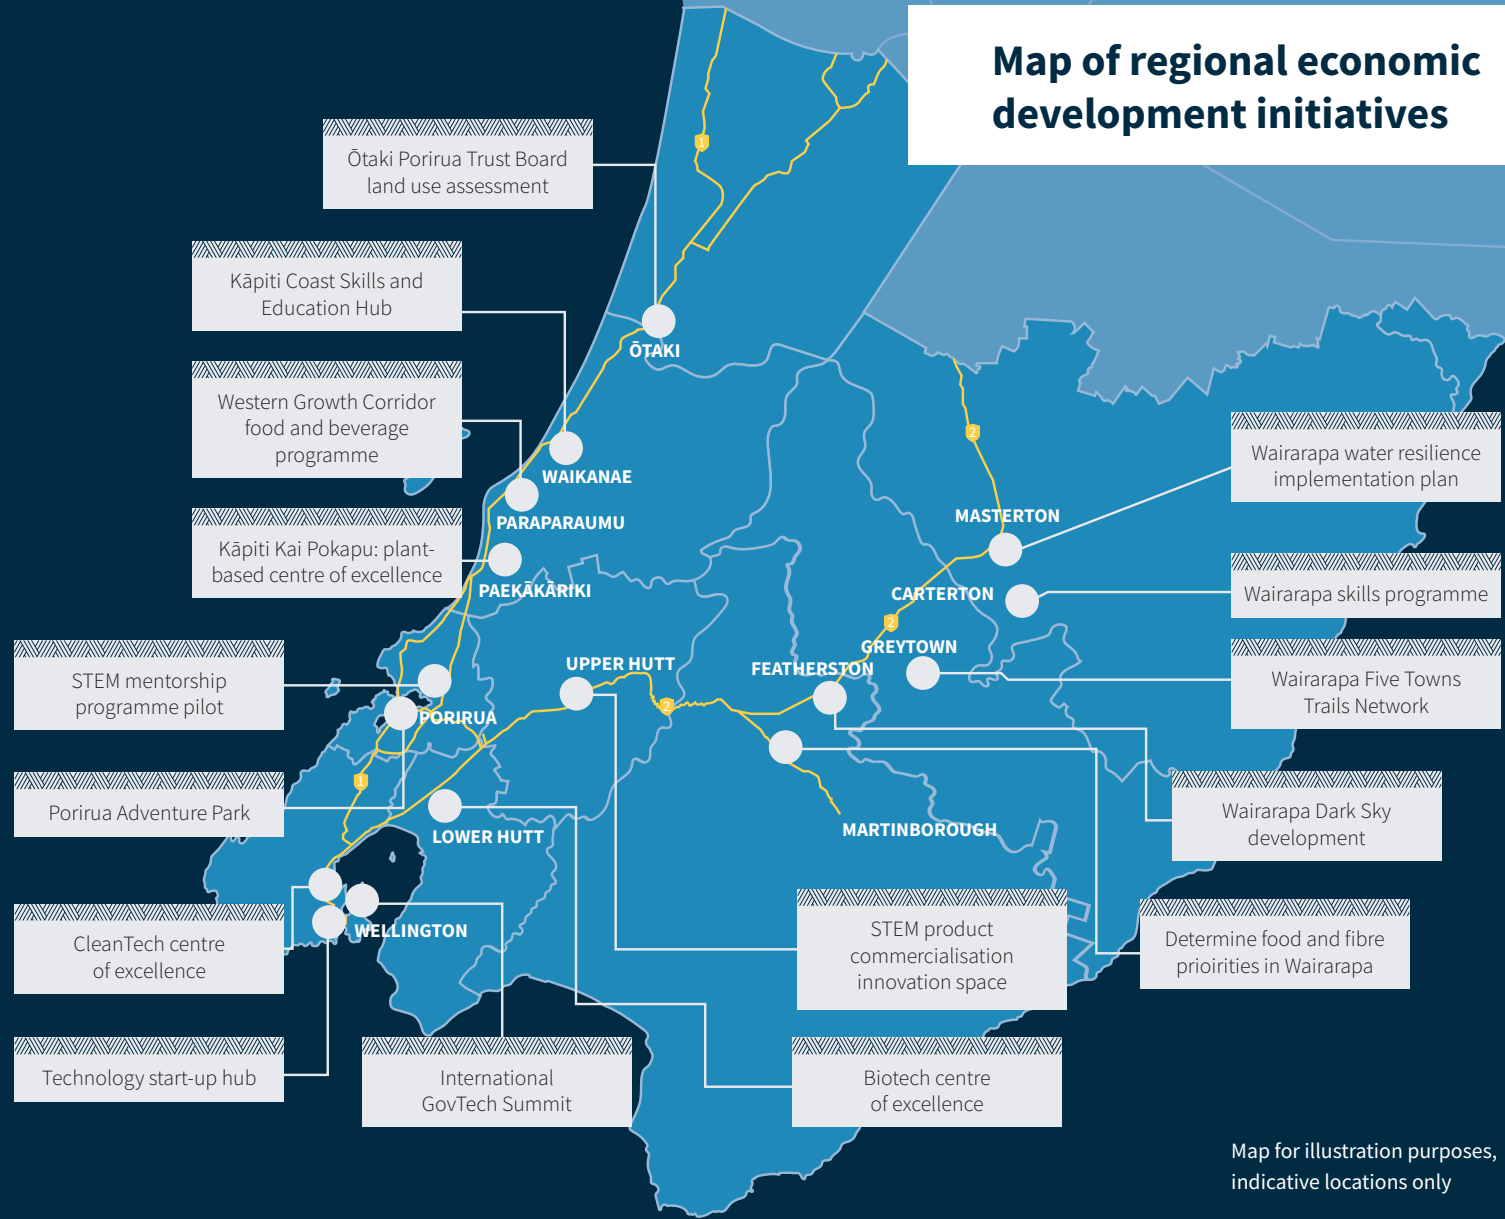 Map of regional economic
development initiatives
Ōtaki Porirua Trust Board
land use assessment
Kāpiti Coast Skills and
Education Hub
Western Growth Corridor
food and beverage
programme
Kāpiti Kai Pokapu: plant-
based centre of excellence
STEM mentorship
programme pilot
Porirua Adventure Park
CleanTech centre
of excellence
Technology start-up hub
International
GovTech Summit
Biotech centre
of excellence
STEM product
commercialisation
innovation space
Determine food and fibre
prioirities in Wairarapa
Wairarapa Dark Sky
development
Wairarapa Five Towns
Trails Network
Wairarapa skills programme
Wairarapa water resilience
implementation plan
1
ŌTAKI
WAIKANAE
PARAPARAUMU
PAEKĀKĀRIKI
2
MASTERTON
CARTERTON
2
GREYTOWN
FEATHERSTON
UPPER HUTT
2
PORIRUA
1
LOWER HUTT
MARTINBOROUGH
WELLINGTON
Map for illustration purposes,
indicative locations only